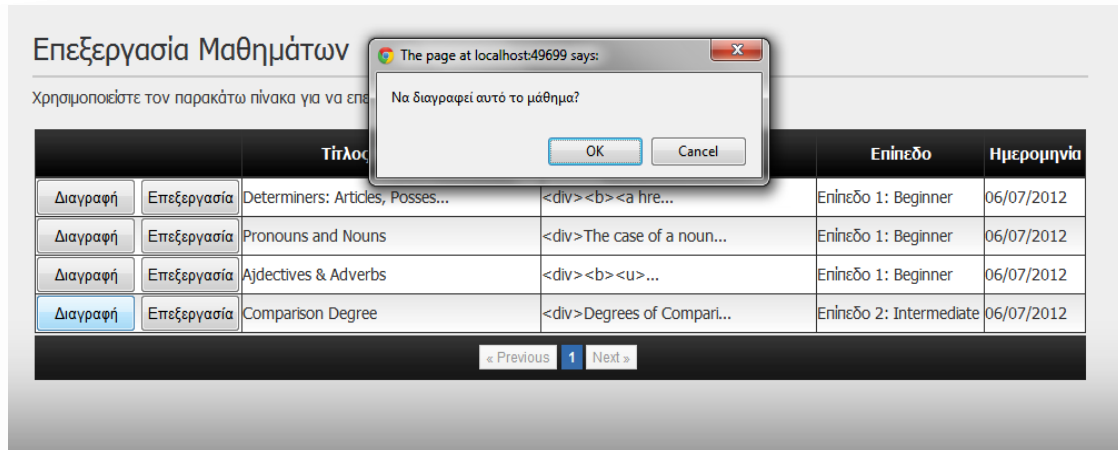 Επεξεργασία Μαθημάτων
The page at localhost:49699 says:
Χρησιμοποιείστε τον παρακάτω πίνακα για να επε
Να διαγραφεί αυτό το μάθημα?
OK Cancel
Τίτλος Επίπεδο Ημερομηνία
Διαγραφή Επεξεργασία Determiners: Articles, Posses... <div><b><a hre... Επίπεδο 1: Beginner 06/07/2012
Διαγραφή Επεξεργασία Pronouns and Nouns <div>The case of a noun... Επίπεδο 1: Beginner 06/07/2012
Διαγραφή Επεξεργασία Ajdectives & Adverbs <div><b><u>... Επίπεδο 1: Beginner 06/07/2012
Διαγραφή Επεξεργασία Comparison Degree <div>Degrees of Compari... Επίπεδο 2: Intermediate 06/07/2012
« Previous 1 Next »